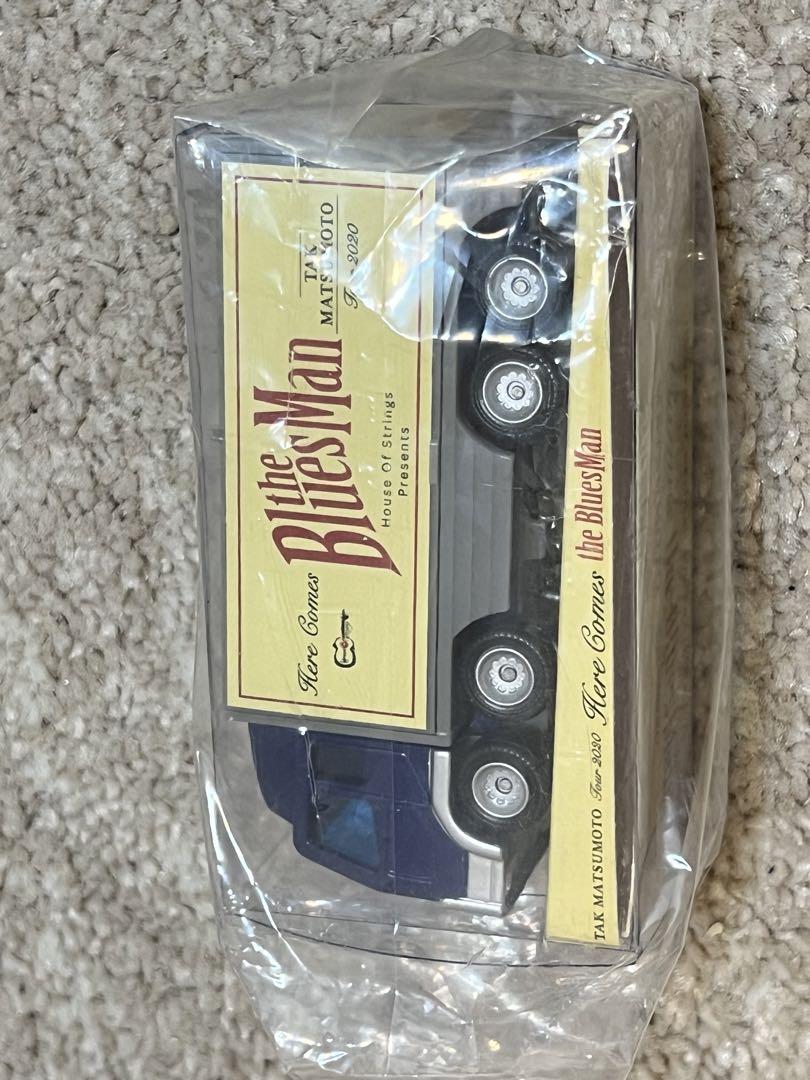 Here Comes
the
BluesMan
TAK
MATSUMOTO
Tour 2020
House Of Strings
Presents
TAK MATSUMOTO Tour 2020 Here Comes the BluesMan